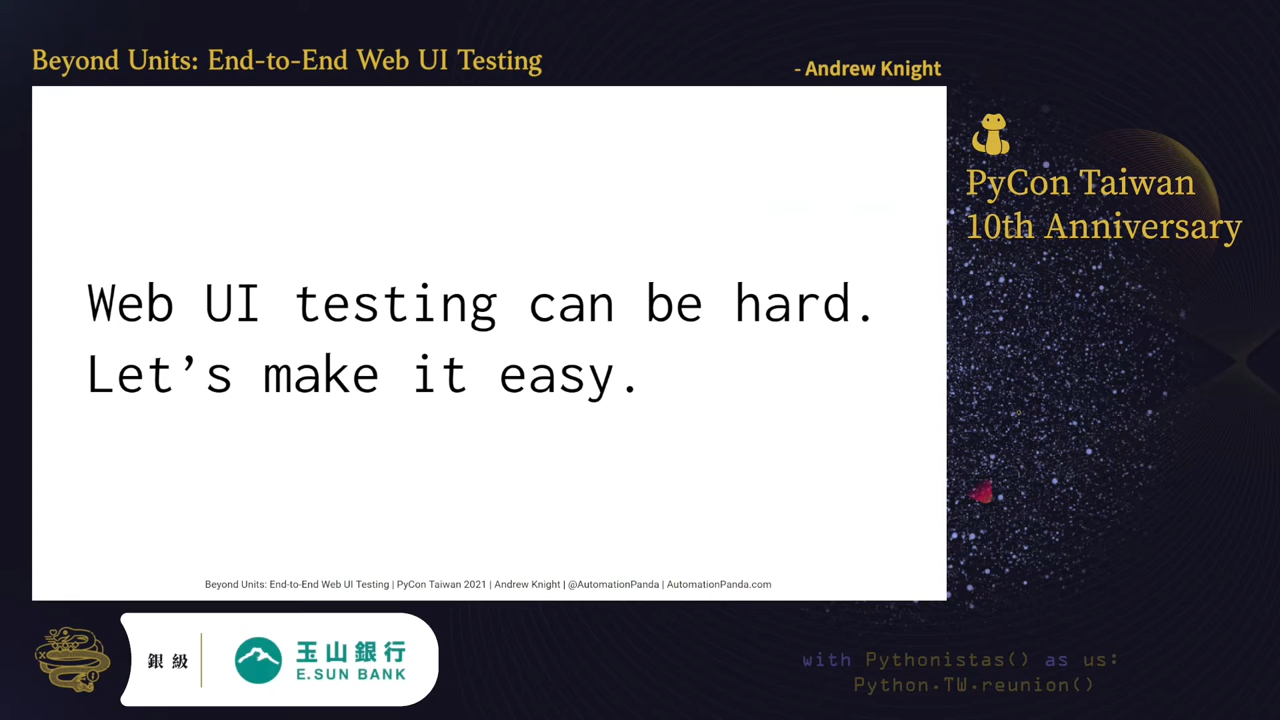 Beyond Units: End-to-End Web UI Testing
- Andrew Knight
PyCon Taiwan
10th Anniversary
Web UI testing can be hard.
Let’s make it easy.
Beyond Units: End-to-End Web UI Testing | PyCon Taiwan 2021 | Andrew Knight | @AutomationPanda | AutomationPanda.com
銀級
玉山銀行
E.SUN BANK
with Pythonistas() as us:
Python.TW.reunion()